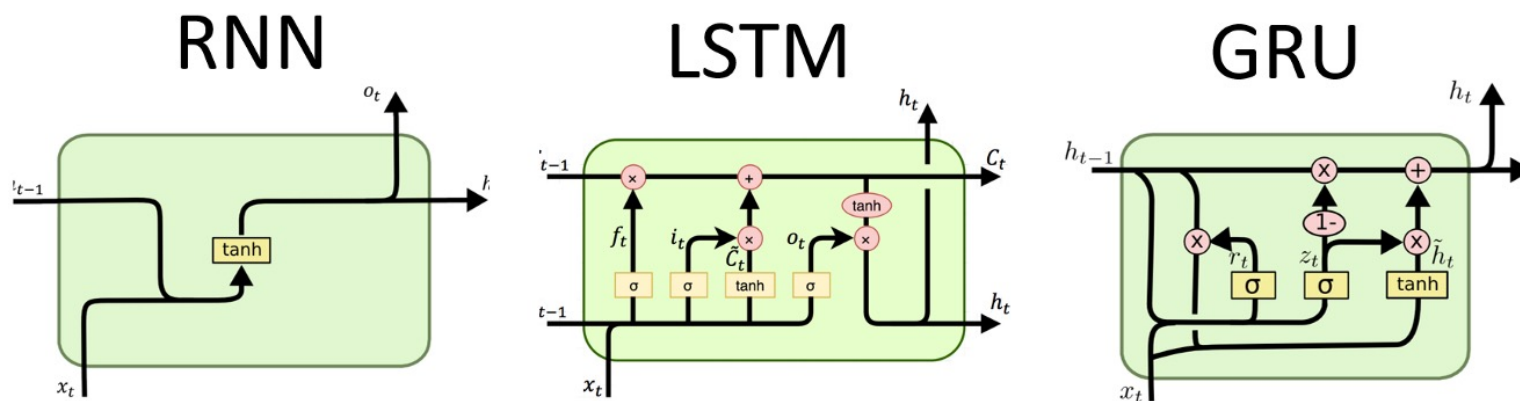 RNN
o_t
t-1
h
tanh
x_t
LSTM
h_t
t-1
C_t
×
+
tanh
f_t
i_t
×
C̃_t
o_t
×
σ
σ
tanh
σ
t-1
h_t
x_t
GRU
h_t
h_{t-1}
x
+
1-
x
r_t
z_t
x
h̃_t
σ
σ
tanh
x_t